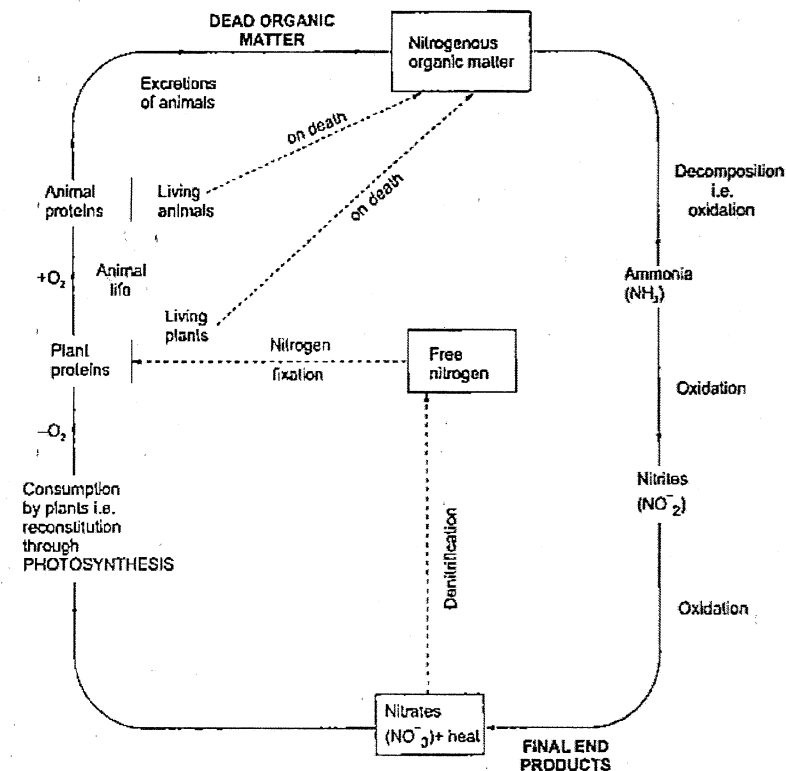 DEAD ORGANIC
MATTER
Nitrogenous
organic matter
Excretions
of animals
on death
Animal
proteins
Living
animals
on death
Decomposition
i.e.
oxidation
+O₂
Animal
life
Ammonia
(NH₃)
Living
plants
Plant
proteins
Nitrogen
fixation
Free
nitrogen
Oxidation
–O₂
Consumption
by plants i.e.
reconstitution
through
PHOTOSYNTHESIS
Nitrites
(NO⁻₂)
Denitrification
Oxidation
Nitrates
(NO⁻₃)+ heal
FINAL END
PRODUCTS